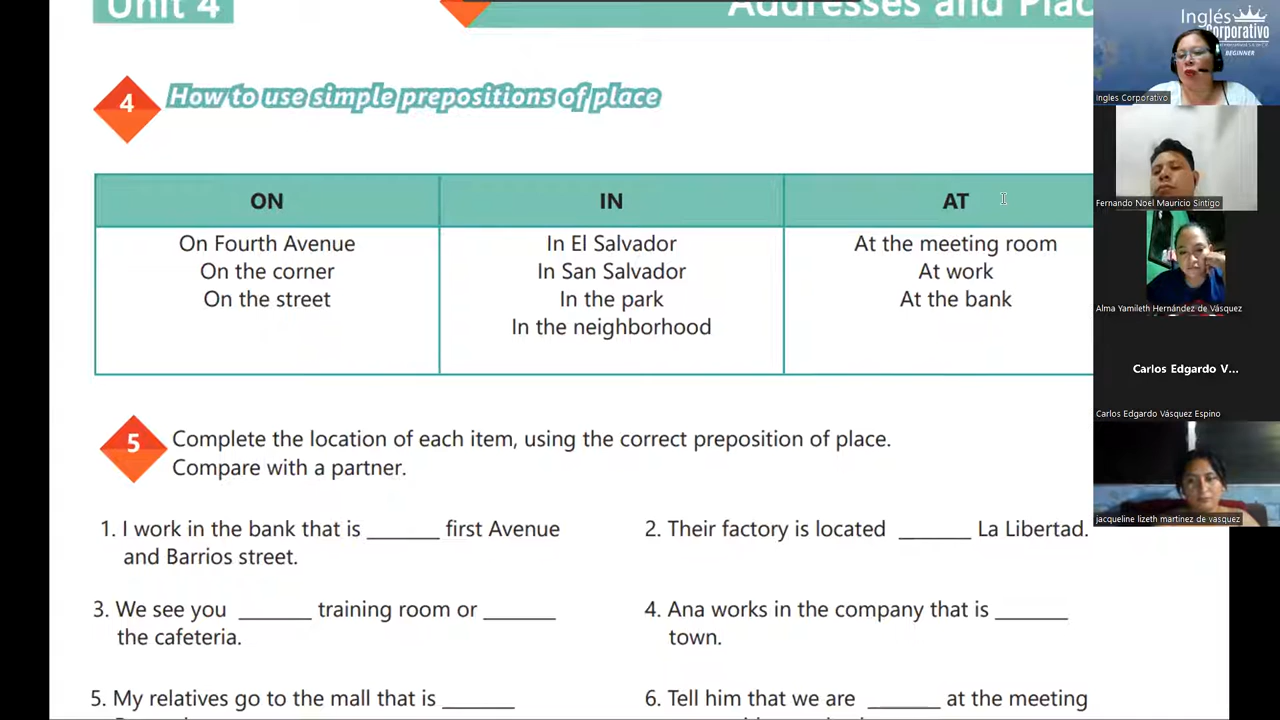 Unit 4
Addresses and Plac
Inglés
Corporativo
BEGINNER
4
How to use simple prepositions of place
Ingles Corporativo
ON
IN
AT
On Fourth Avenue
On the corner
On the street
In El Salvador
In San Salvador
In the park
In the neighborhood
At the meeting room
At work
At the bank
Fernando Noel Mauricio Sintigo
Alma Yamileth Hernández de Vásquez
Carlos Edgardo V...
Carlos Edgardo Vásquez Espino
jacqueline lizeth martinez de vasquez
5
Complete the location of each item, using the correct preposition of place.
Compare with a partner.
1. I work in the bank that is ______ first Avenue
and Barrios street.
2. Their factory is located ______ La Libertad.
3. We see you ______ training room or ______
the cafeteria.
4. Ana works in the company that is ______
town.
5. My relatives go to the mall that is ______
6. Tell him that we are ______ at the meeting